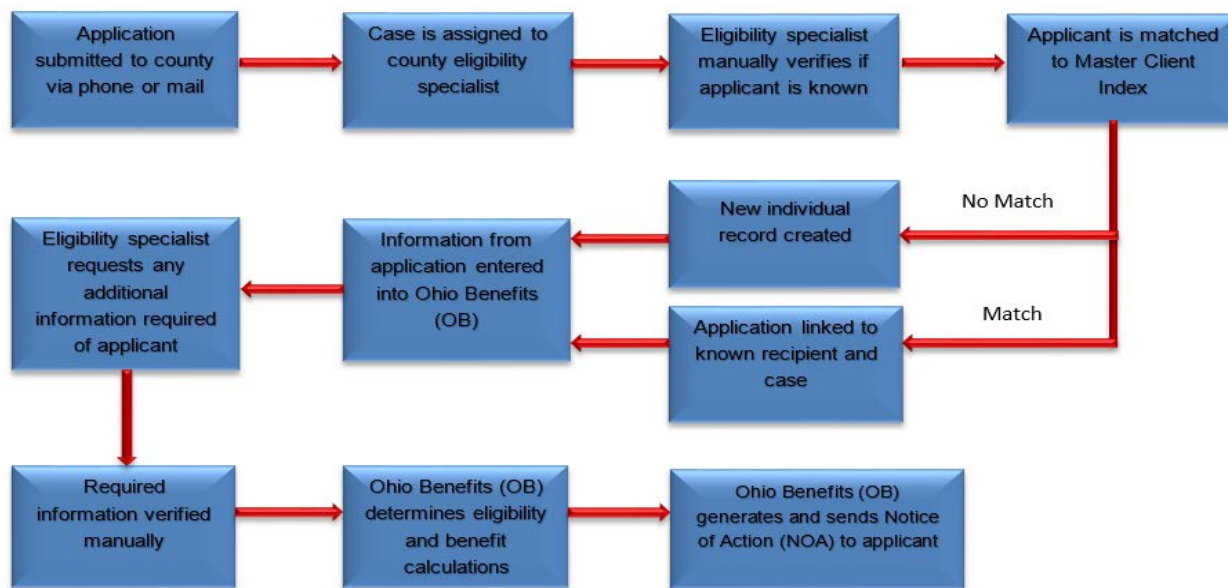 Application
submitted to county
via phone or mail
Case is assigned to
county eligibility
specialist
Eligibility specialist
manually verifies if
applicant is known
Applicant is matched
to Master Client
Index
No Match
New individual
record created
Match
Application linked to
known recipient and
case
Information from
application entered
into Ohio Benefits
(OB)
Eligibility specialist
requests any
additional
information required
of applicant
Required
information verified
manually
Ohio Benefits (OB)
determines eligibility
and benefit
calculations
Ohio Benefits (OB)
generates and sends Notice
of Action (NOA) to applicant